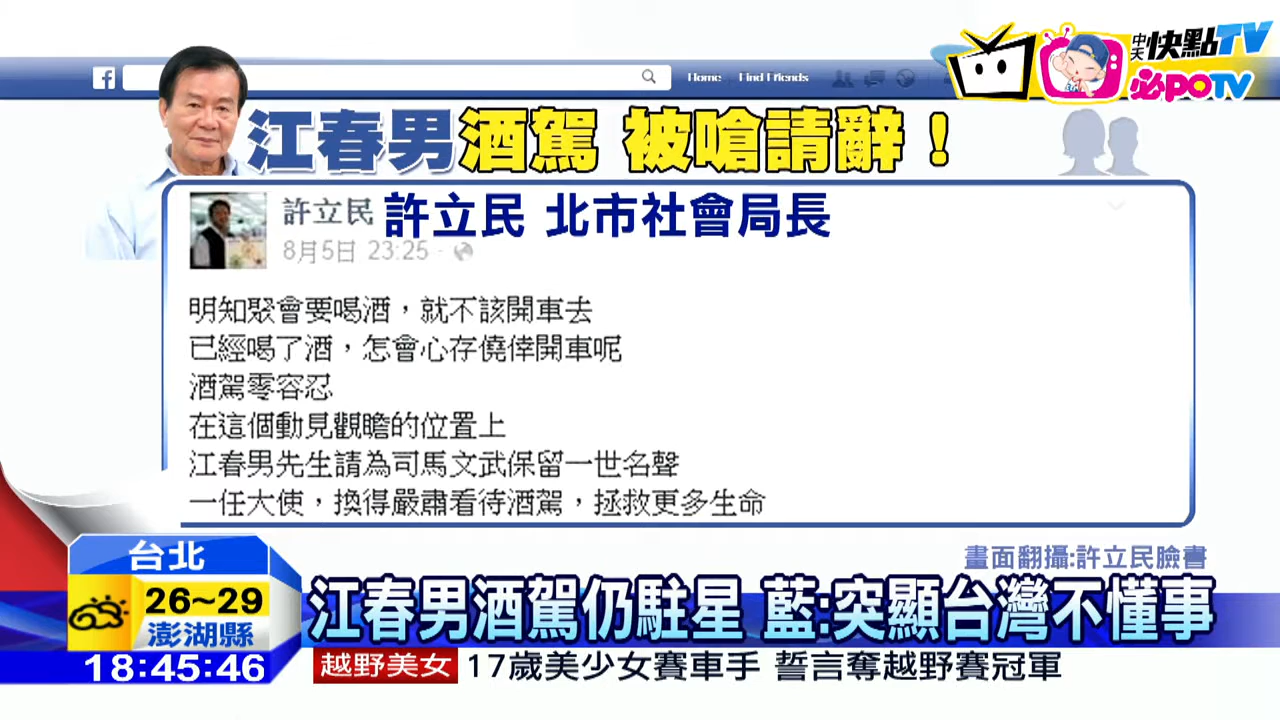 中天快點TV
必POTV
f
Home Find Friends
江春男酒駕 被嗆請辭！
許立民 許立民 北市社會局長
8月5日 23:25
明知聚會要喝酒，就不該開車去
已經喝了酒，怎會心存僥倖開車呢
酒駕零容忍
在這個動見觀瞻的位置上
江春男先生請為司馬文武保留一世名聲
一任大使，換得嚴肅看待酒駕，拯救更多生命
畫面翻攝:許立民臉書
台北
26~29
澎湖縣
18:45:46
江春男酒駕仍駐星 藍:突顯台灣不懂事
越野美女 17歲美少女賽車手 誓言奪越野賽冠軍